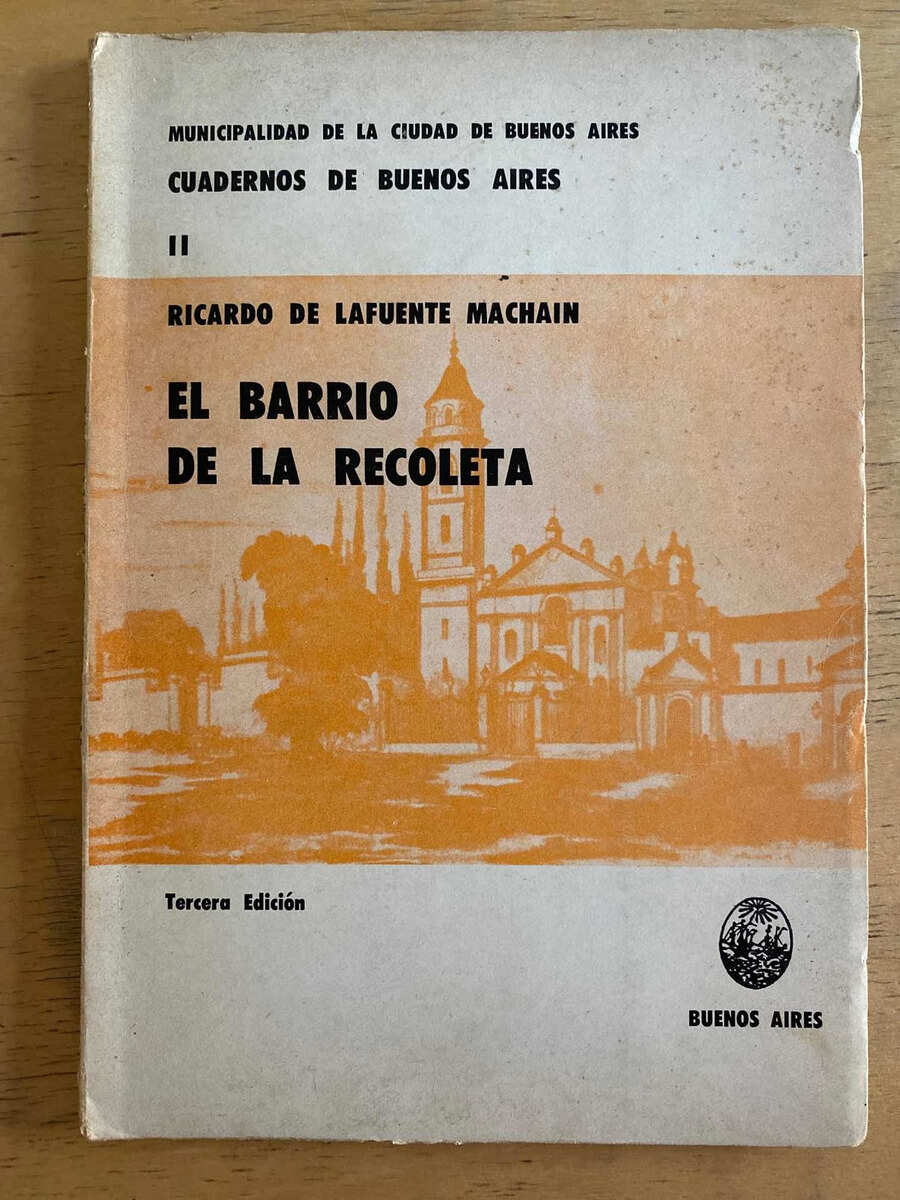 MUNICIPALIDAD DE LA CIUDAD DE BUENOS AIRES
CUADERNOS DE BUENOS AIRES
II
RICARDO DE LAFUENTE MACHAIN
EL BARRIO
DE LA RECOLETA
Tercera Edición
BUENOS AIRES